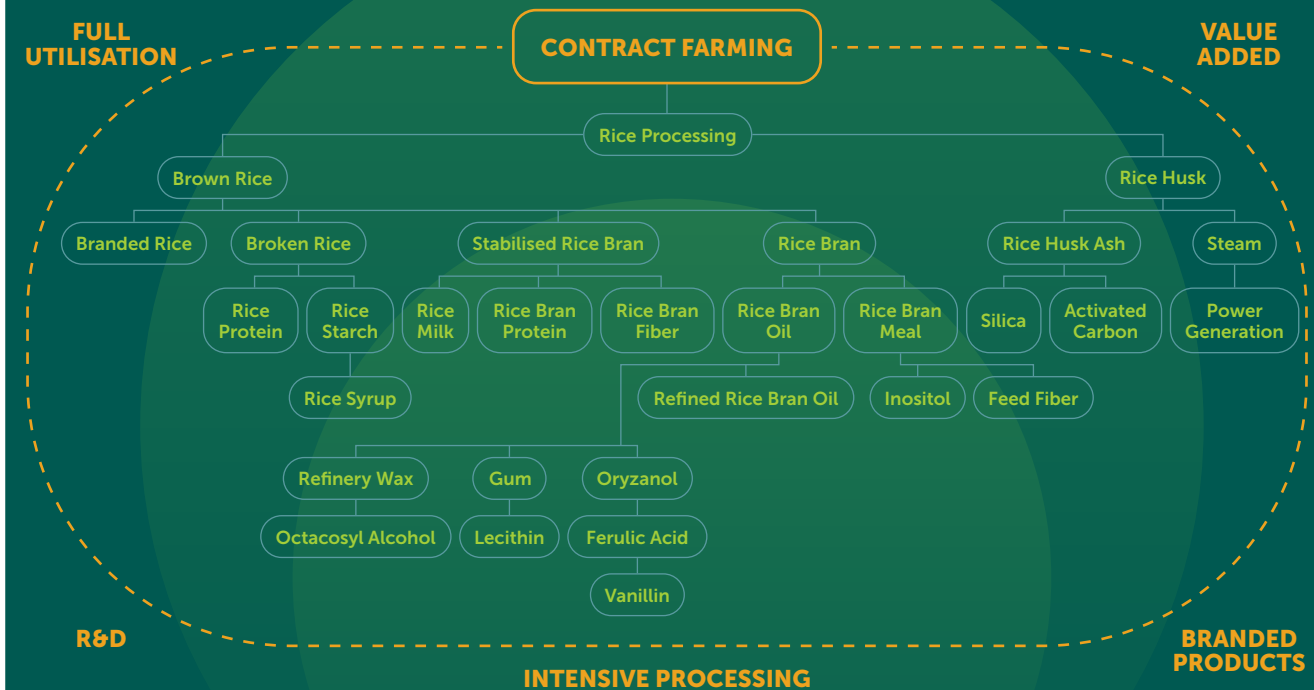 FULL
UTILISATION
CONTRACT FARMING
VALUE
ADDED
Rice Processing
Brown Rice
Rice Husk
Branded Rice
Broken Rice
Stabilised Rice Bran
Rice Bran
Rice Husk Ash
Steam
Rice
Protein
Rice
Starch
Rice
Milk
Rice Bran
Protein
Rice Bran
Fiber
Rice Bran
Oil
Rice Bran
Meal
Silica
Activated
Carbon
Power
Generation
Rice Syrup
Refined Rice Bran Oil
Inositol
Feed Fiber
Refinery Wax
Gum
Oryzanol
Octacosyl Alcohol
Lecithin
Ferulic Acid
Vanillin
R&D
INTENSIVE PROCESSING
BRANDED
PRODUCTS